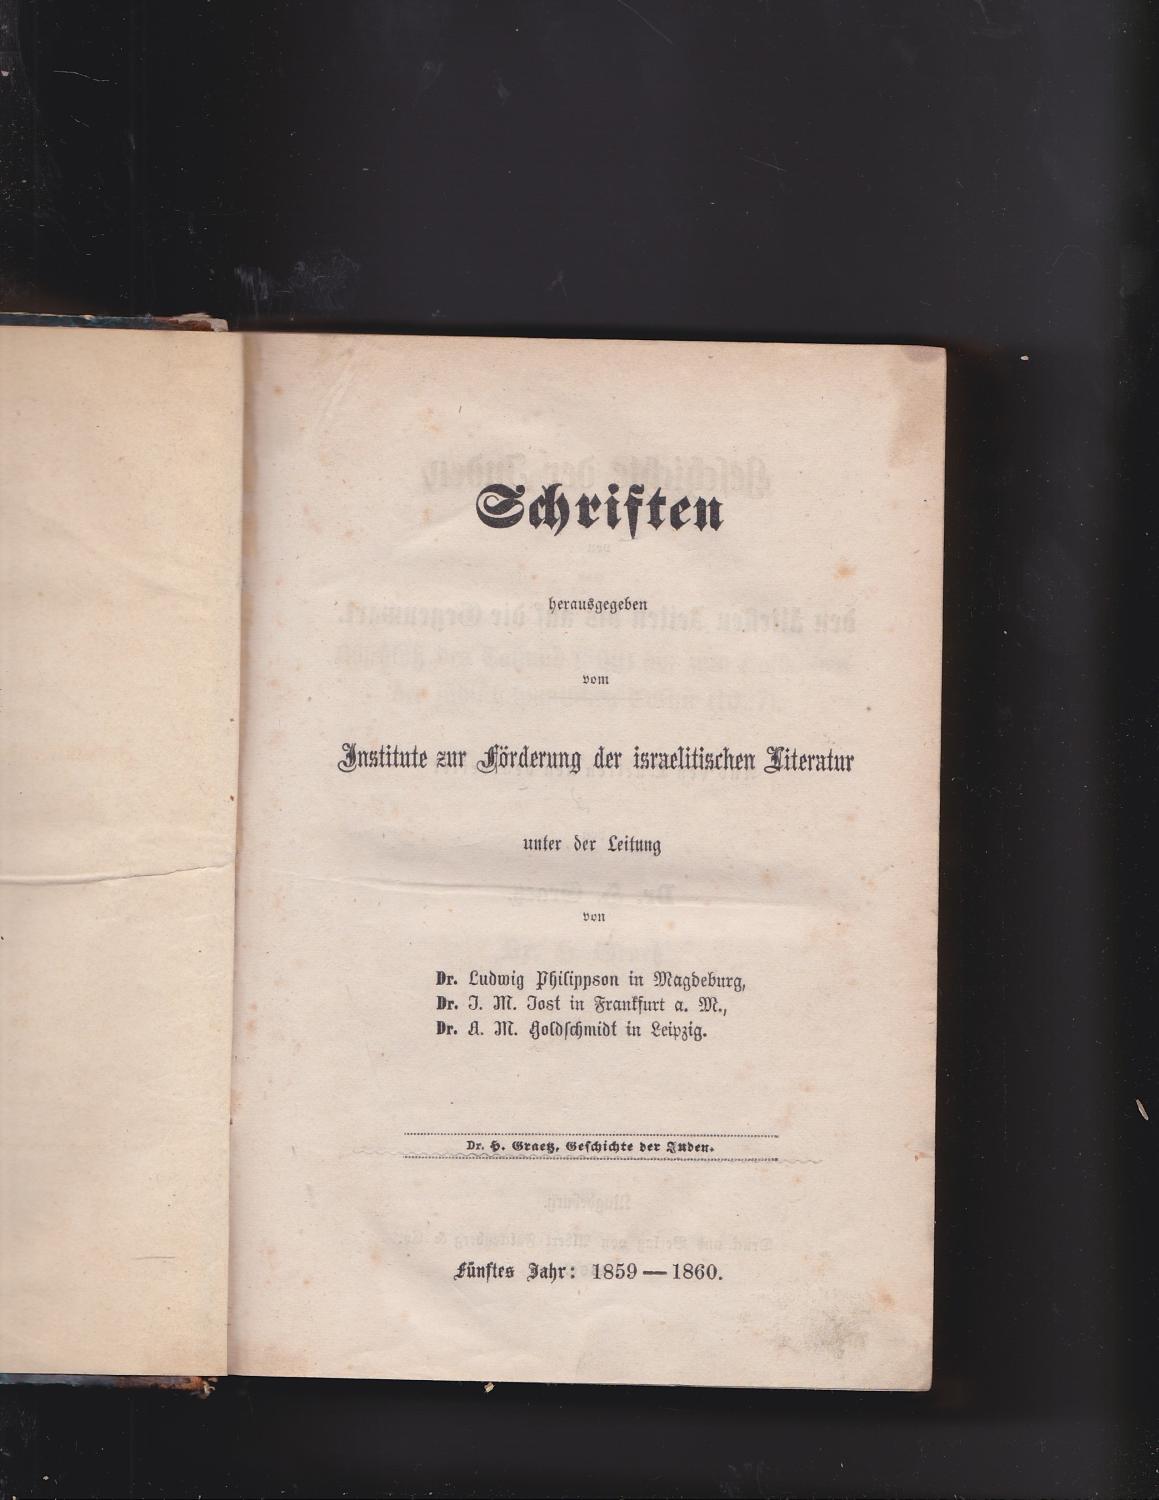 Schriften
herausgegeben
vom
Institute zur Förderung der israelitischen Literatur
unter der Leitung
von
Dr. Ludwig Philippson in Magdeburg,
Dr. J. M. Jost in Frankfurt a. M.,
Dr. A. M. Goldschmidt in Leipzig.
Dr. H. Graetz, Geschichte der Juden.
Fünftes Jahr: 1859—1860.